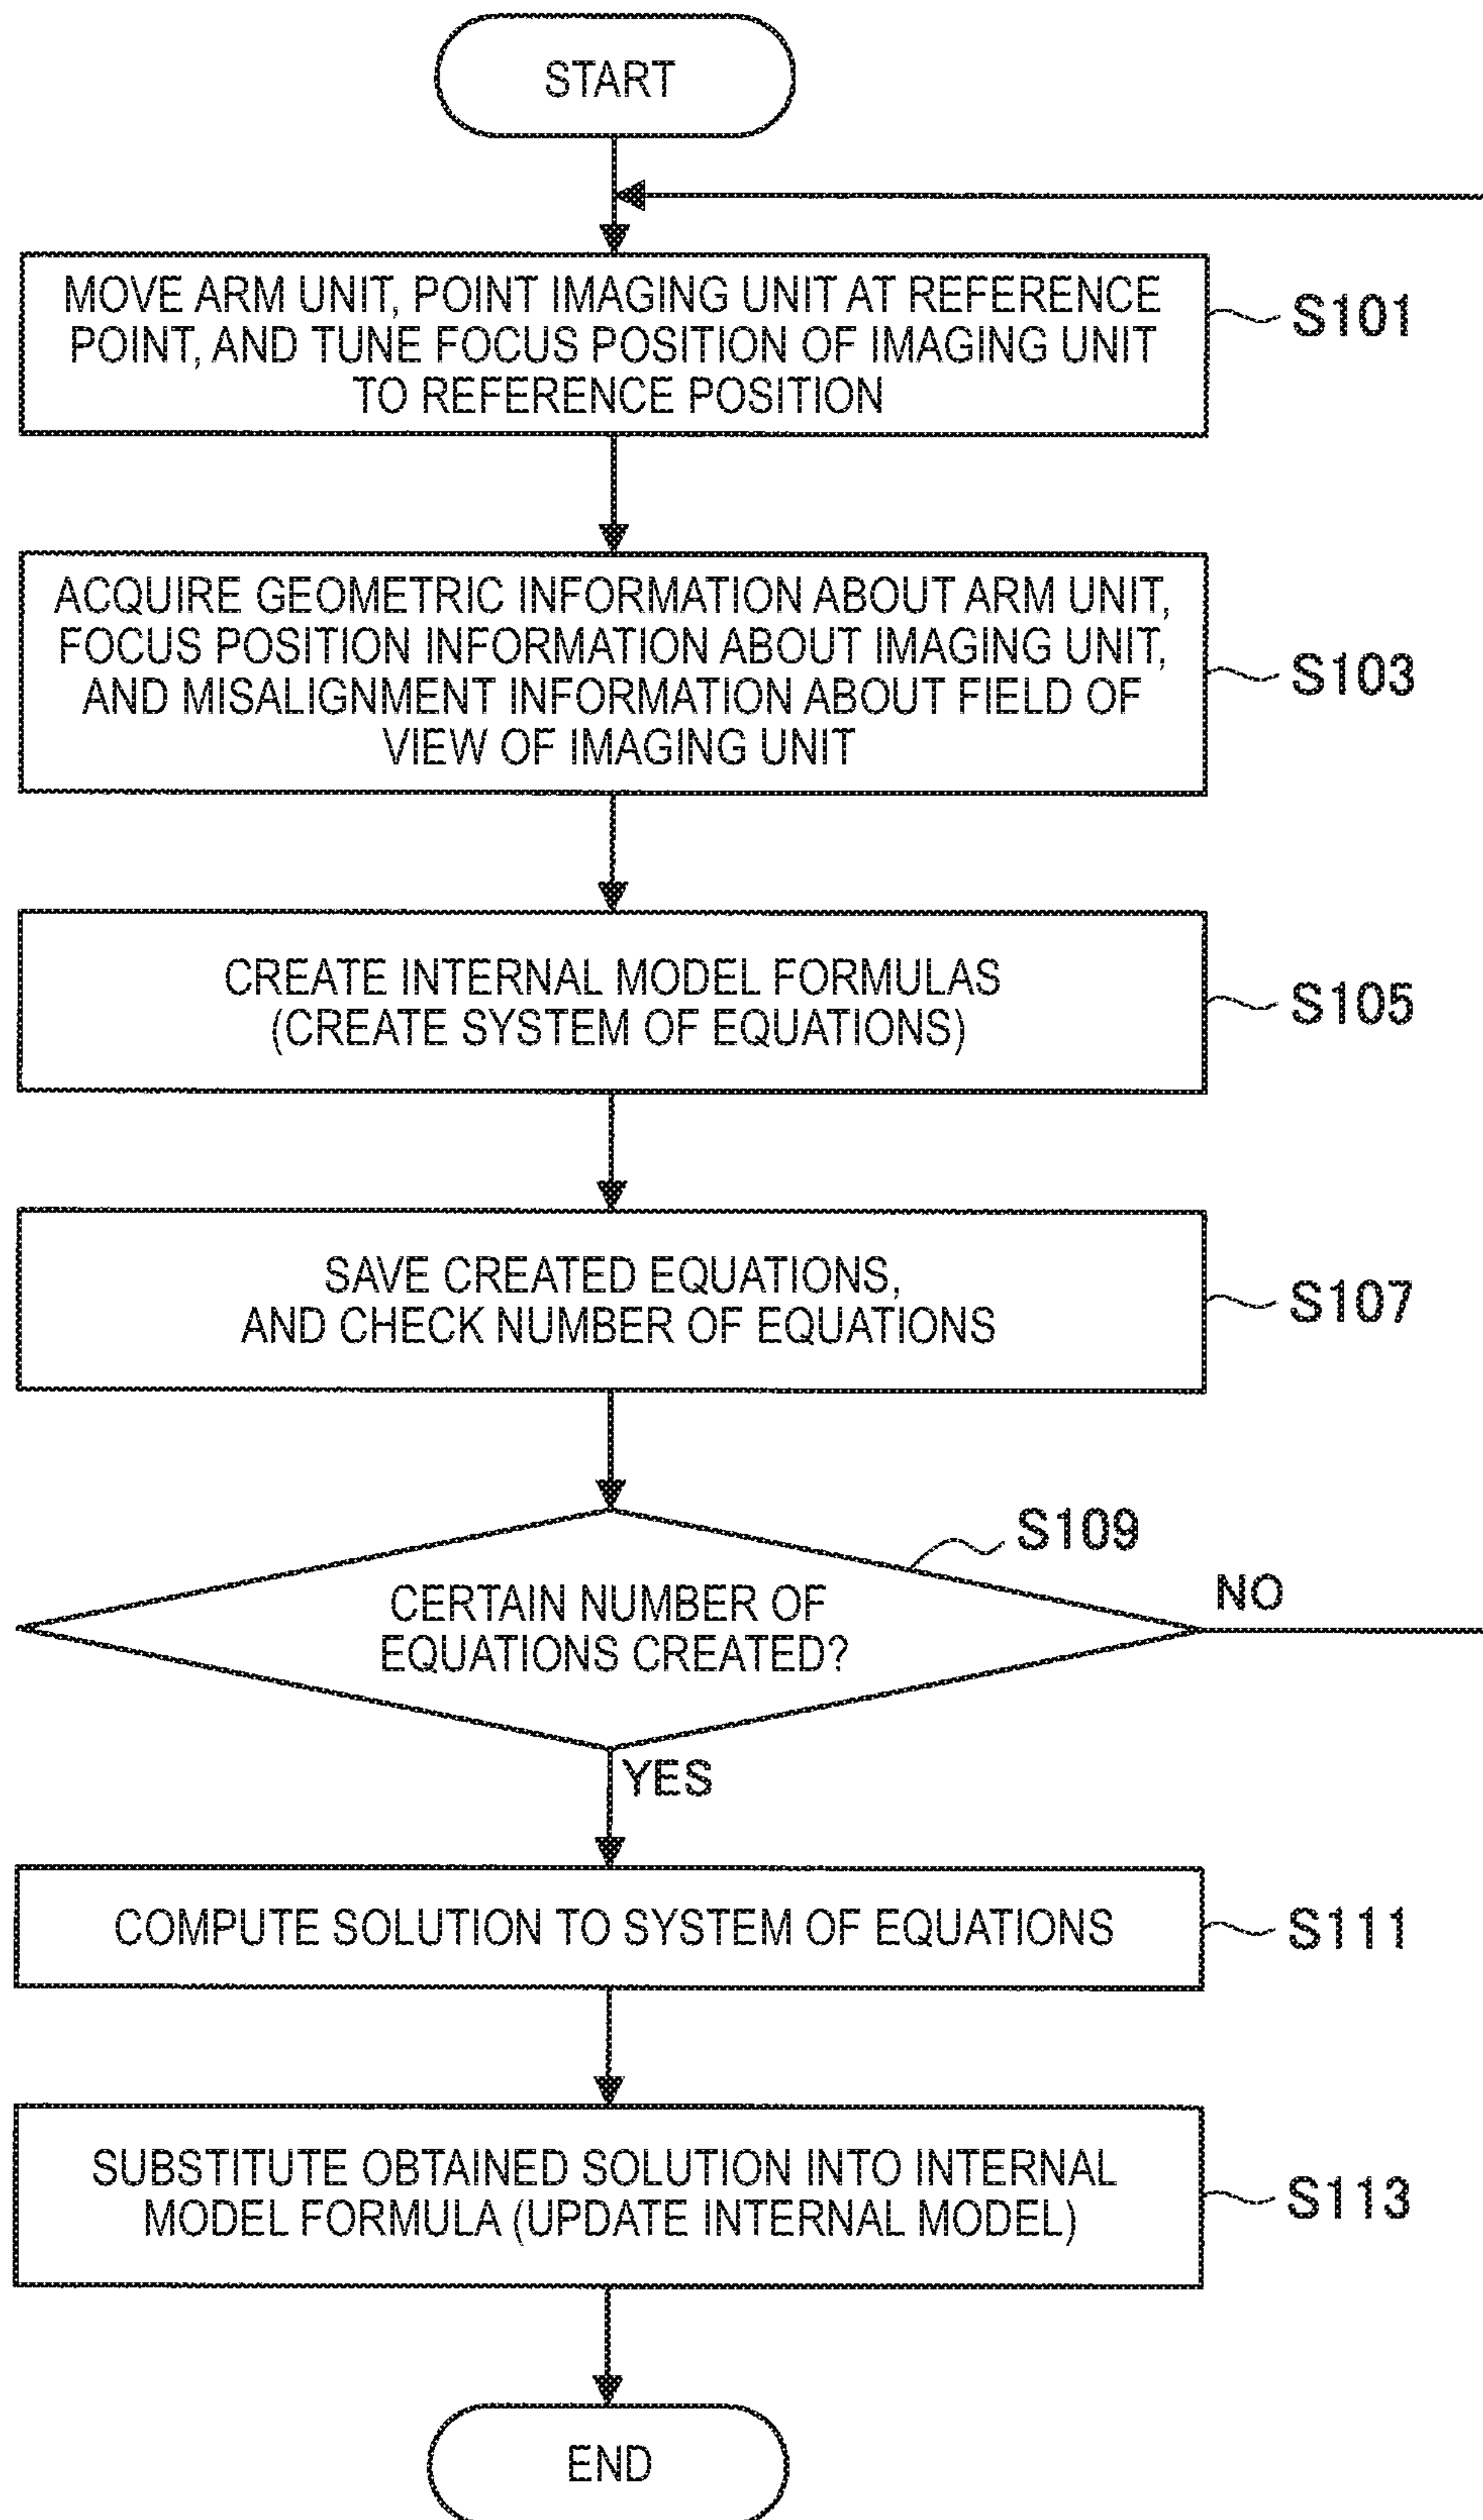 START
MOVE ARM UNIT, POINT IMAGING UNIT AT REFERENCE
POINT, AND TUNE FOCUS POSITION OF IMAGING UNIT
TO REFERENCE POSITION
S101
ACQUIRE GEOMETRIC INFORMATION ABOUT ARM UNIT,
FOCUS POSITION INFORMATION ABOUT IMAGING UNIT,
AND MISALIGNMENT INFORMATION ABOUT FIELD OF
VIEW OF IMAGING UNIT
S103
CREATE INTERNAL MODEL FORMULAS
(CREATE SYSTEM OF EQUATIONS)
S105
SAVE CREATED EQUATIONS,
AND CHECK NUMBER OF EQUATIONS
S107
S109
CERTAIN NUMBER OF
EQUATIONS CREATED?
NO
YES
COMPUTE SOLUTION TO SYSTEM OF EQUATIONS
S111
SUBSTITUTE OBTAINED SOLUTION INTO INTERNAL
MODEL FORMULA (UPDATE INTERNAL MODEL)
S113
END